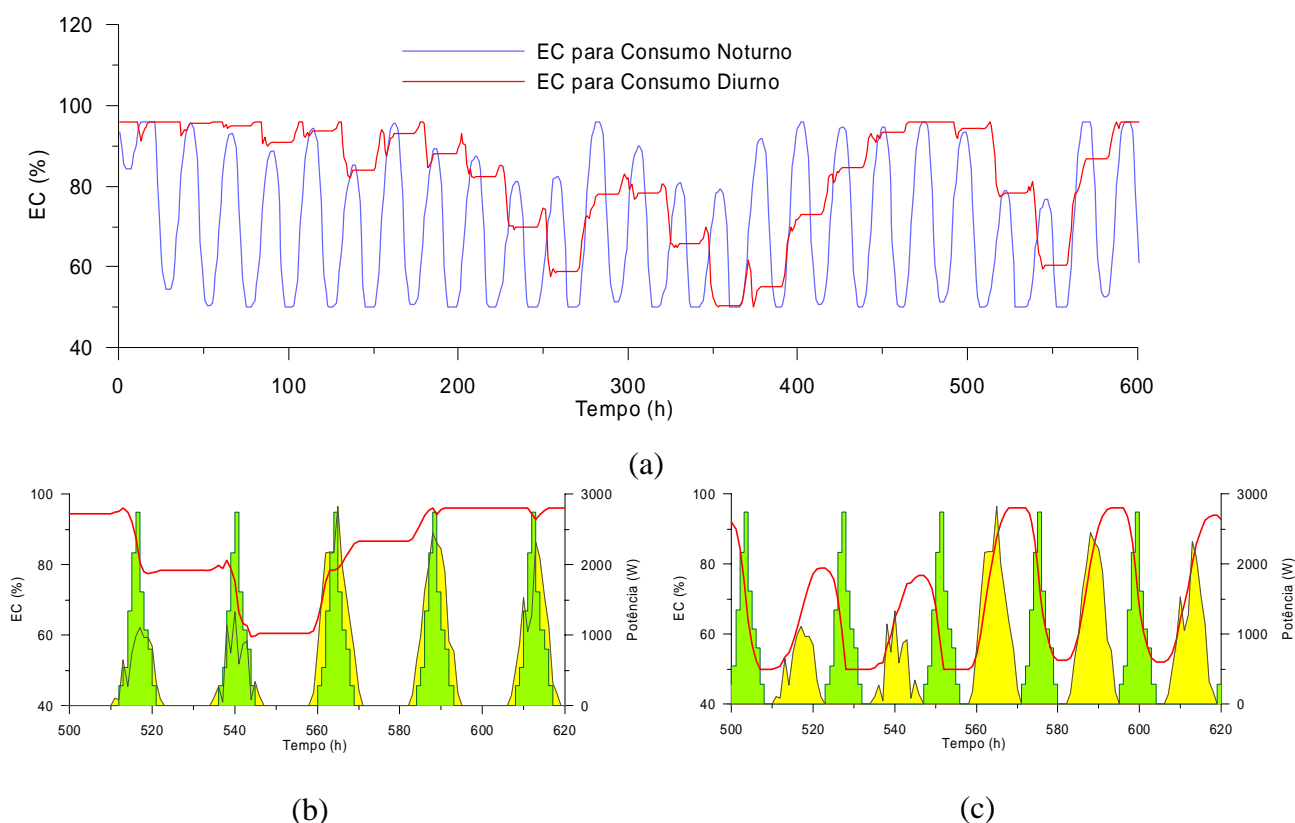 120
EC para Consumo Noturno
EC para Consumo Diurno
100
80
60
40
EC (%)
0 100 200 300 400 500 600
Tempo (h)
(a)
100
80
60
40
EC (%)
3000
2000
1000
0
Potência (W)
500 520 540 560 580 600 620
Tempo (h)
(b)
100
80
60
40
EC (%)
3000
2000
1000
0
Potência (W)
500 520 540 560 580 600 620
Tempo (h)
(c)